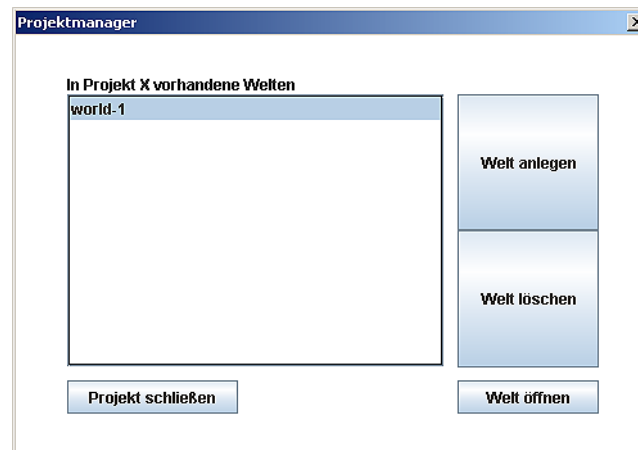 Projektmanager
In Projekt X vorhandene Welten
world-1
Welt anlegen
Welt löschen
Projekt schließen
Welt öffnen